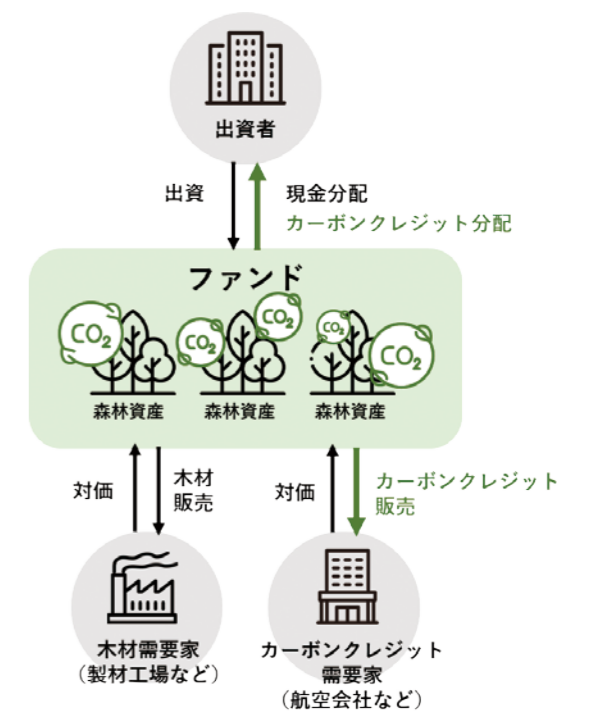 出資者
出資
現金分配
カーボンクレジット分配
ファンド
CO₂
CO₂
CO₂
CO₂
CO₂
森林資産
森林資産
森林資産
対価
木材
販売
対価
カーボンクレジット
販売
木材需要家
（製材工場など）
カーボンクレジット
需要家
（航空会社など）